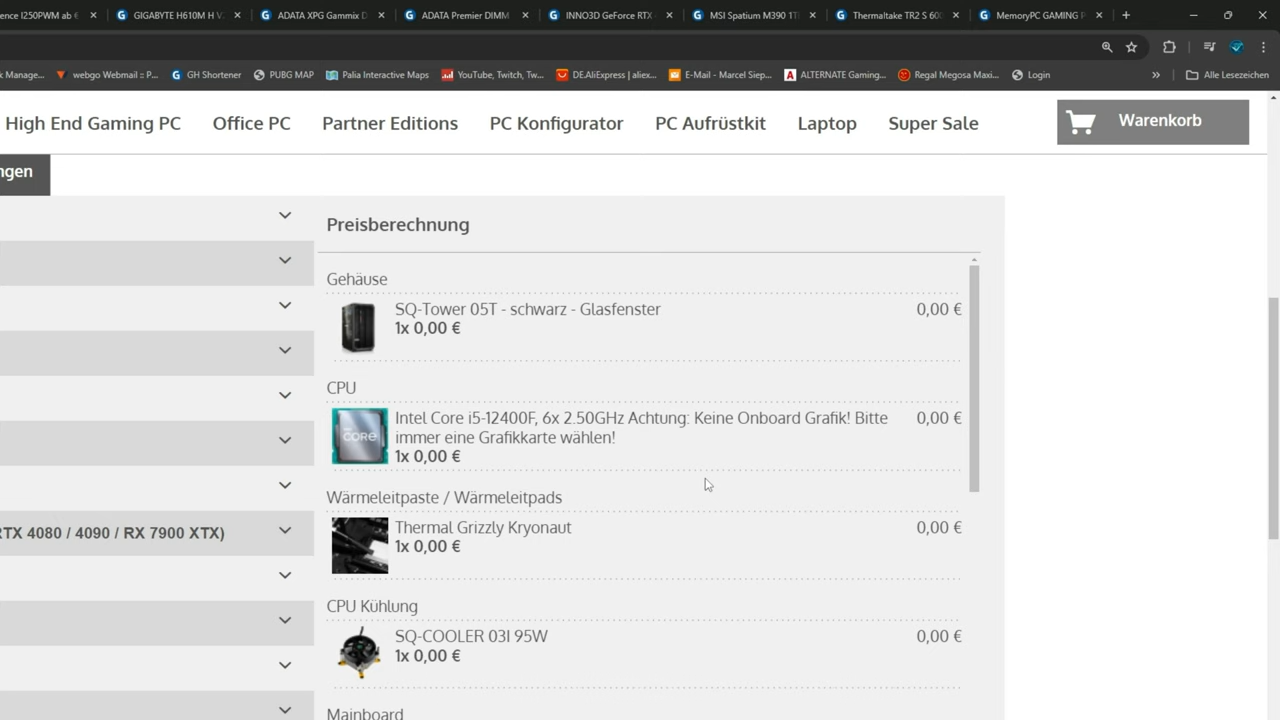 ence I250PWM ab €
GIGABYTE H610M H V.
ADATA XPG Gammix D
ADATA Premier DIMM
INNO3D GeForce RTX
MSI Spatium M390 1T
Thermaltake TR2 S 600
MemoryPC GAMING P
k Manage...
webgo Webmail :: P...
GH Shortener
PUBG MAP
Palia Interactive Maps
YouTube, Twitch, Tw...
DE.AliExpress | aliex...
E-Mail - Marcel Siep...
ALTERNATE Gaming...
Regal Megosa Maxi...
Login
»
Alle Lesezeichen
High End Gaming PC
Office PC
Partner Editions
PC Konfigurator
PC Aufrüstkit
Laptop
Super Sale
Warenkorb
ngen
Preisberechnung
Gehäuse
SQ-Tower 05T - schwarz - Glasfenster 0,00 €
1x 0,00 €
CPU
Intel Core i5-12400F, 6x 2.50GHz Achtung: Keine Onboard Grafik! Bitte 0,00 €
immer eine Grafikkarte wählen!
1x 0,00 €
Wärmeleitpaste / Wärmeleitpads
Thermal Grizzly Kryonaut 0,00 €
1x 0,00 €
RTX 4080 / 4090 / RX 7900 XTX)
CPU Kühlung
SQ-COOLER 03I 95W 0,00 €
1x 0,00 €
Mainboard